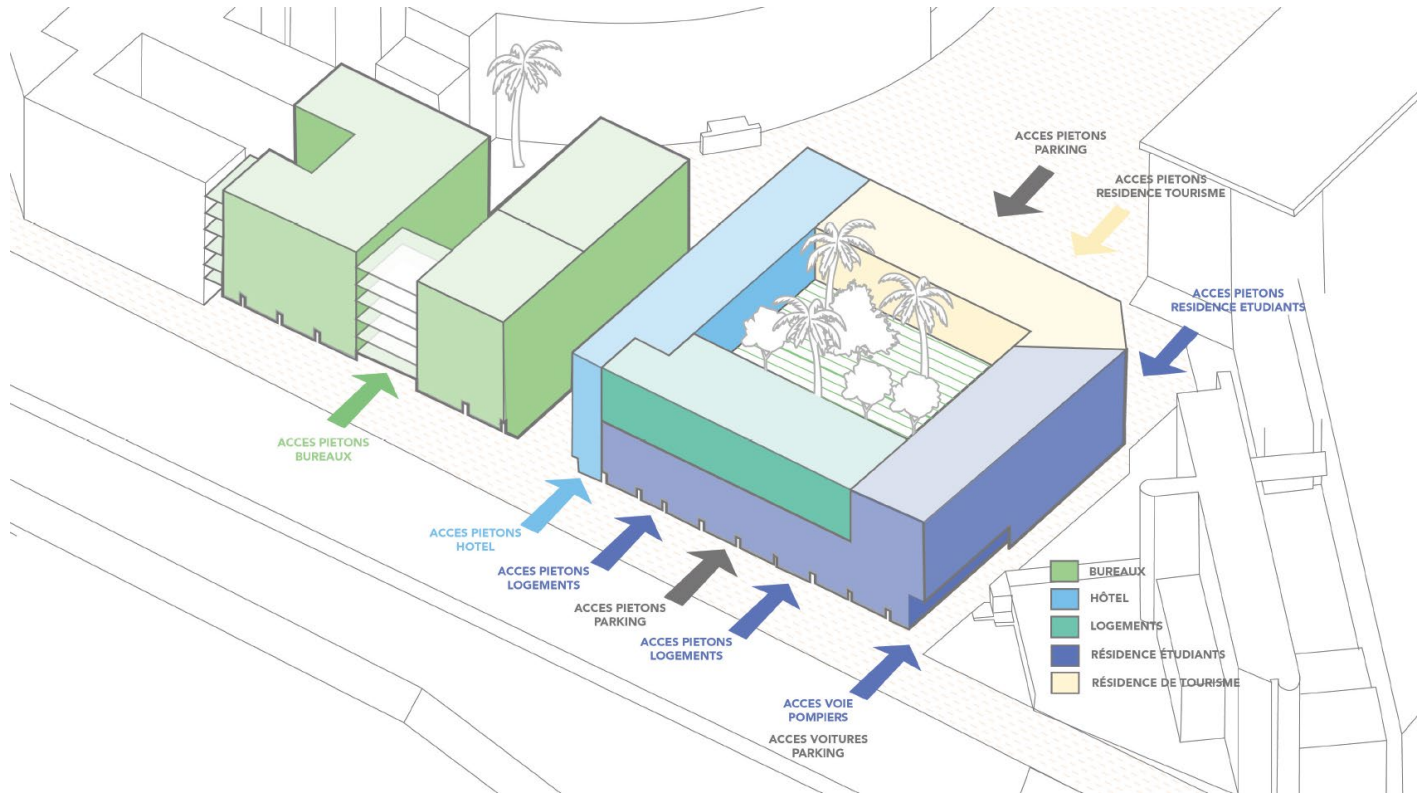 ACCES PIETONS
PARKING
ACCES PIETONS
RESIDENCE TOURISME
ACCES PIETONS
RESIDENCE ETUDIANTS
ACCES PIETONS
BUREAUX
ACCES PIETONS
HOTEL
ACCES PIETONS
LOGEMENTS
ACCES PIETONS
PARKING
ACCES PIETONS
LOGEMENTS
ACCES VOIE
POMPIERS
ACCES VOITURES
PARKING
BUREAUX
HÔTEL
LOGEMENTS
RÉSIDENCE ÉTUDIANTS
RÉSIDENCE DE TOURISME